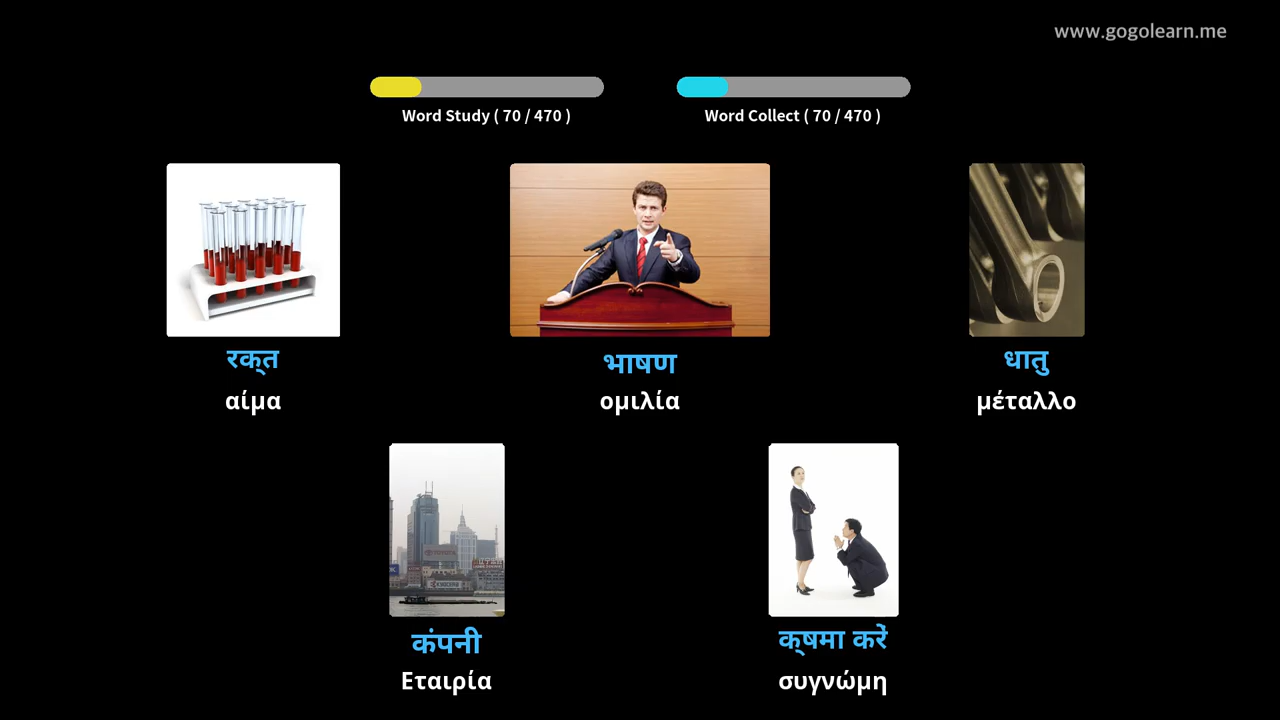 www.gogolearn.me
Word Study ( 70 / 470 )
Word Collect ( 70 / 470 )
रक्त
αίμα
भाषण
ομιλία
धातु
μέταλλο
कंपनी
Εταιρία
क्षमा करें
συγνώμη
TOYOTA